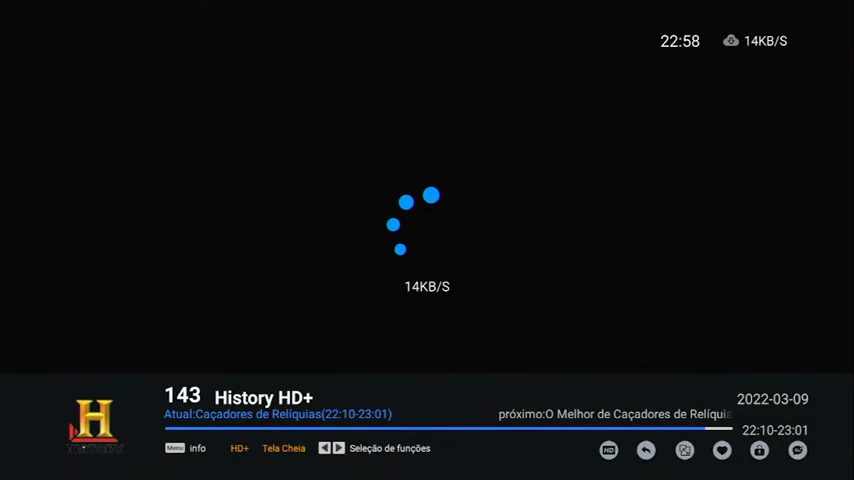 22:58 14KB/S
14KB/S
143 History HD+
2022-03-09
Atual:Caçadores de Relíquias(22:10-23:01)
próximo:O Melhor de Caçadores de Relíquia
22:10-23:01
Menu info HD+ Tela Cheia Seleção de funções
HD
H